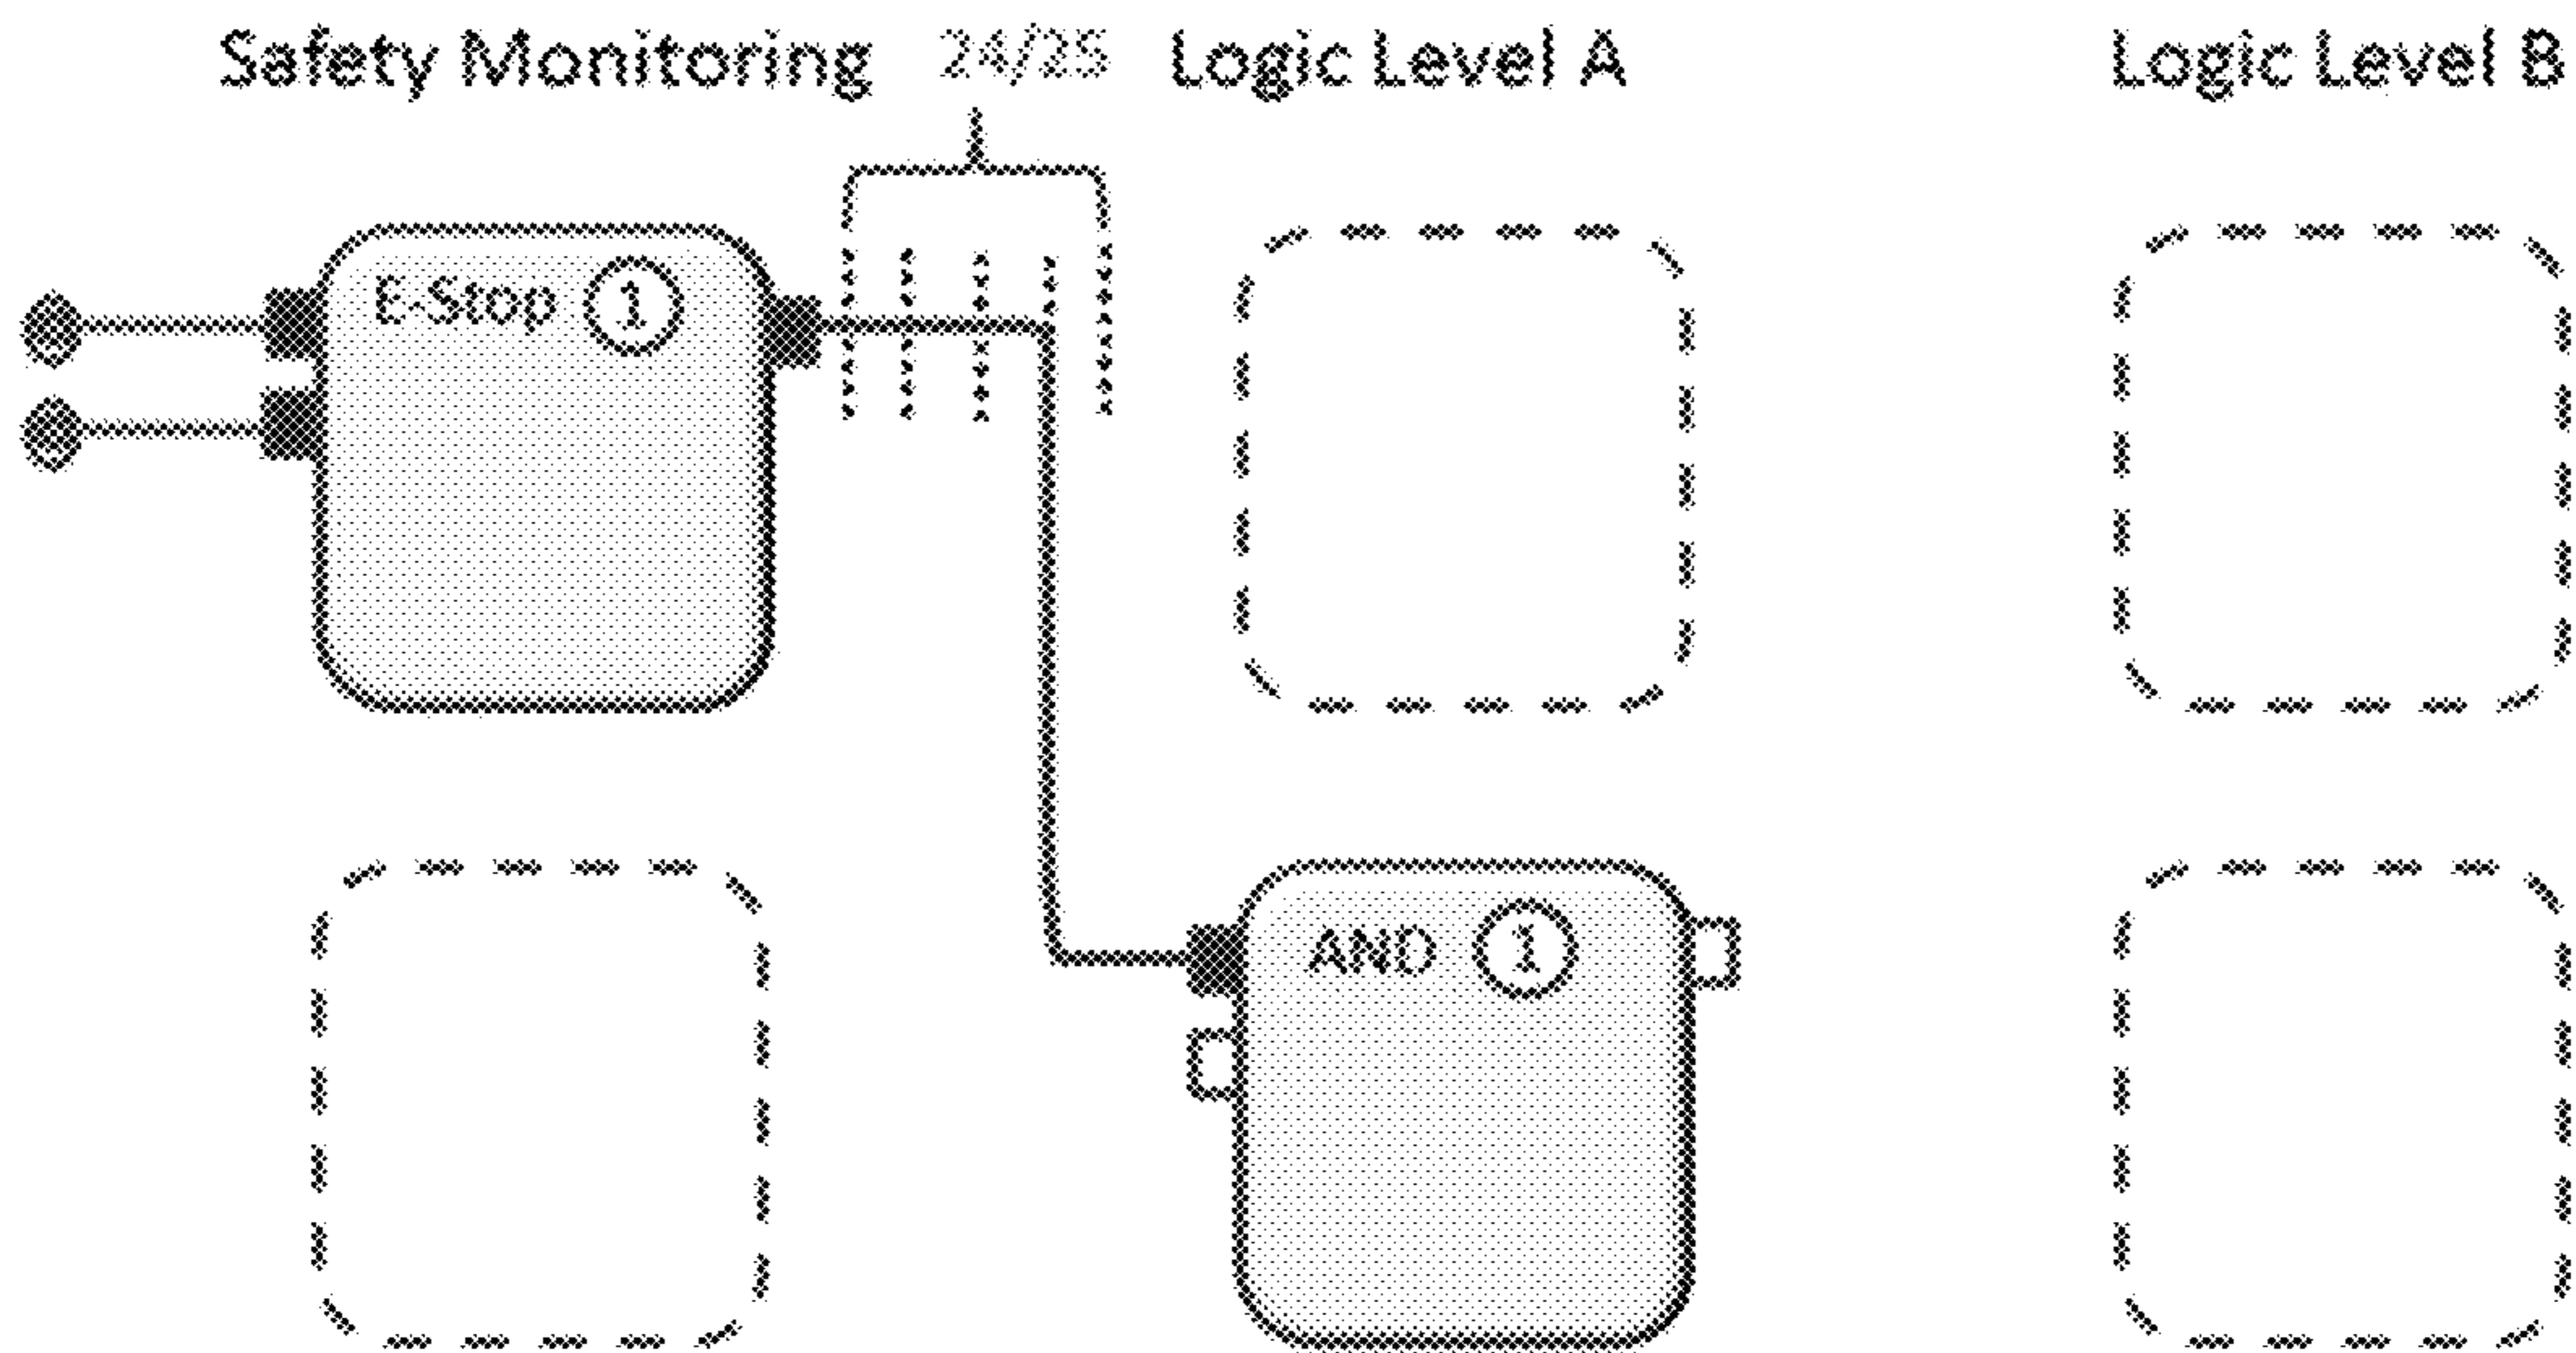 Safety Monitoring 24/25 Logic Level A Logic Level B
E-Stop 1
AND 1